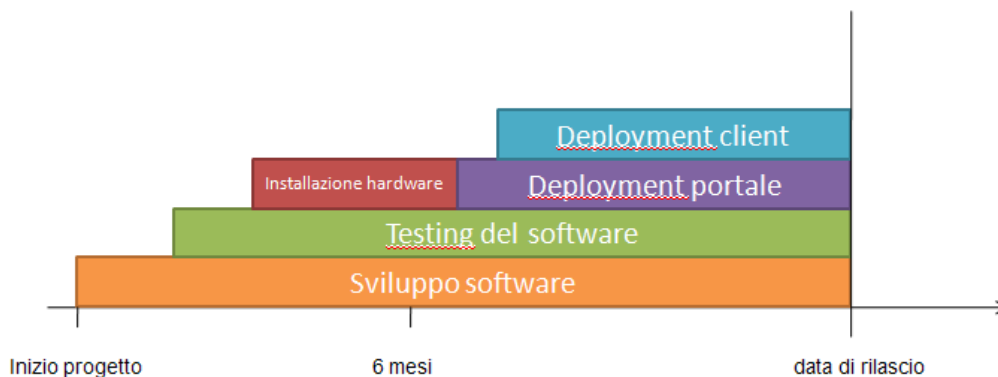 Deployment client
Installazione hardware
Deployment portale
Testing del software
Sviluppo software
Inizio progetto
6 mesi
data di rilascio